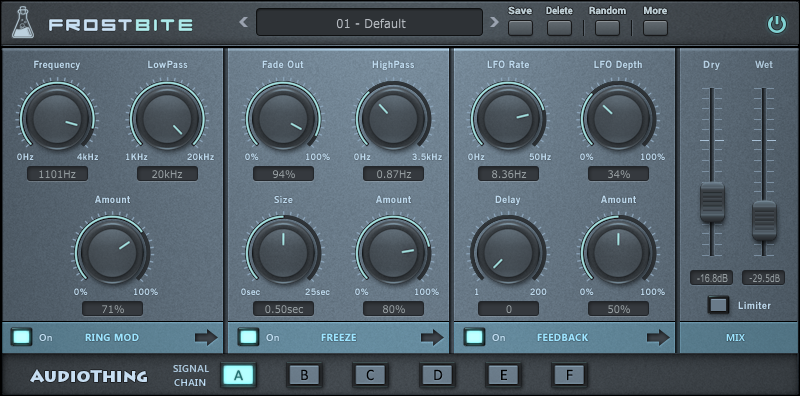 FROSTBITE
01 - Default
Save Delete Random More
Frequency LowPass
0Hz 4kHz 1KHz 20kHz
1101Hz 20kHz
Amount
0% 100%
71%
On RING MOD
Fade Out HighPass
0% 100% 0Hz 3.5kHz
94% 0.87Hz
Size Amount
0sec 25sec 0% 100%
0.50sec 80%
On FREEZE
LFO Rate LFO Depth
0Hz 50Hz 0% 100%
8.36Hz 34%
Delay Amount
1 200 0% 100%
0 50%
On FEEDBACK
Dry Wet
-16.8dB -29.5dB
Limiter
MIX
AUDIOTHING
SIGNAL
CHAIN
A B C D E F